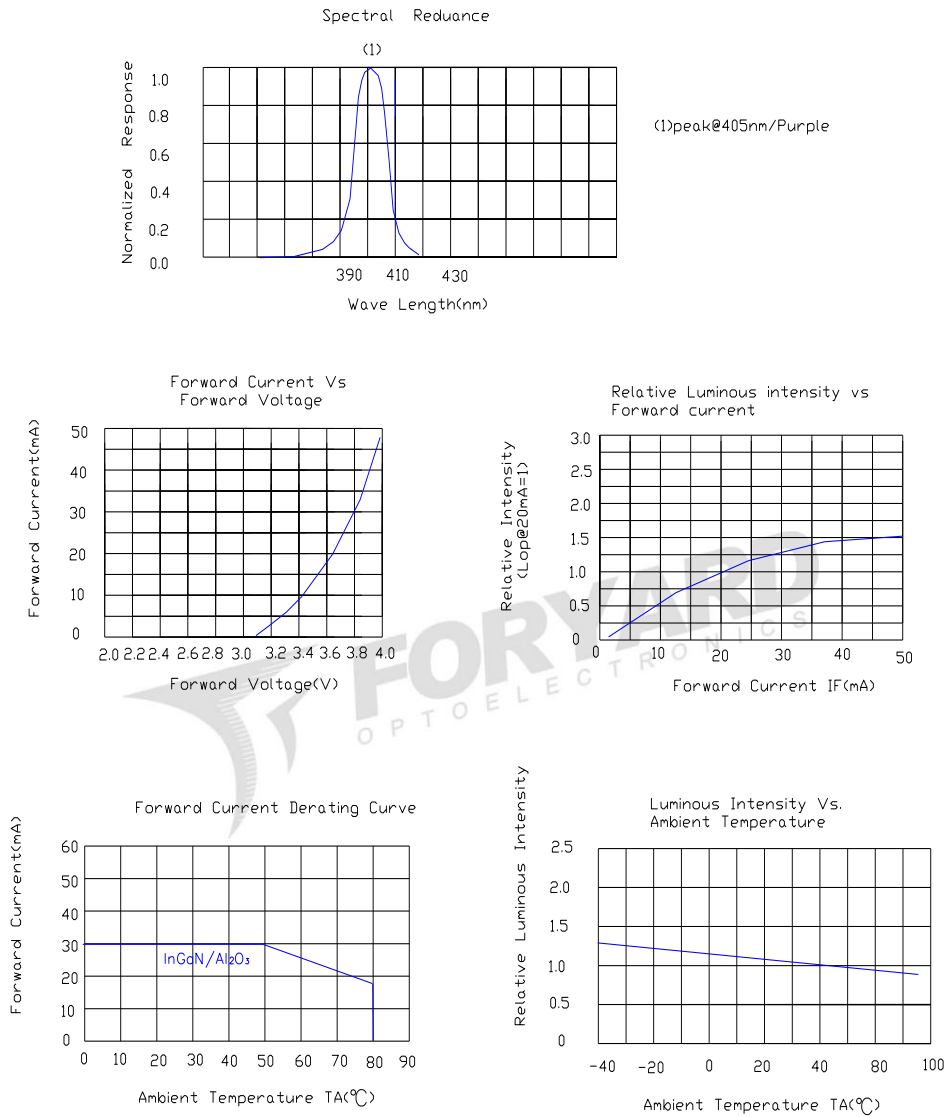 Spectral Reduance
(1)
Normalized Response
1.0
0.8
0.6
0.4
0.2
0.0
390 410 430
Wave Length(nm)
(1)peak@405nm/Purple
Forward Current Vs
Forward Voltage
Forward Current(mA)
50
40
30
20
10
0
2.0 2.2 2.4 2.6 2.8 3.0 3.2 3.4 3.6 3.8 4.0
Forward Voltage(V)
Relative Luminous intensity vs
Forward current
Relative Intensity
(Lop@20mA=1)
3.0
2.5
2.0
1.5
1.0
0.5
0
0 10 20 30 40 50
Forward Current IF(mA)
FORYARD
OPTOELECTRONICS
Forward Current Derating Curve
Forward Current(mA)
60
50
40
30
20
10
0
InGaN/Al₂O₃
0 10 20 30 40 50 60 70 80 90
Ambient Temperature TA(℃)
Luminous Intensity Vs.
Ambient Temperature
Relative Luminous Intensity
2.5
2.0
1.5
1.0
0.5
0
-40 -20 0 20 40 60 80 100
Ambient Temperature TA(℃)